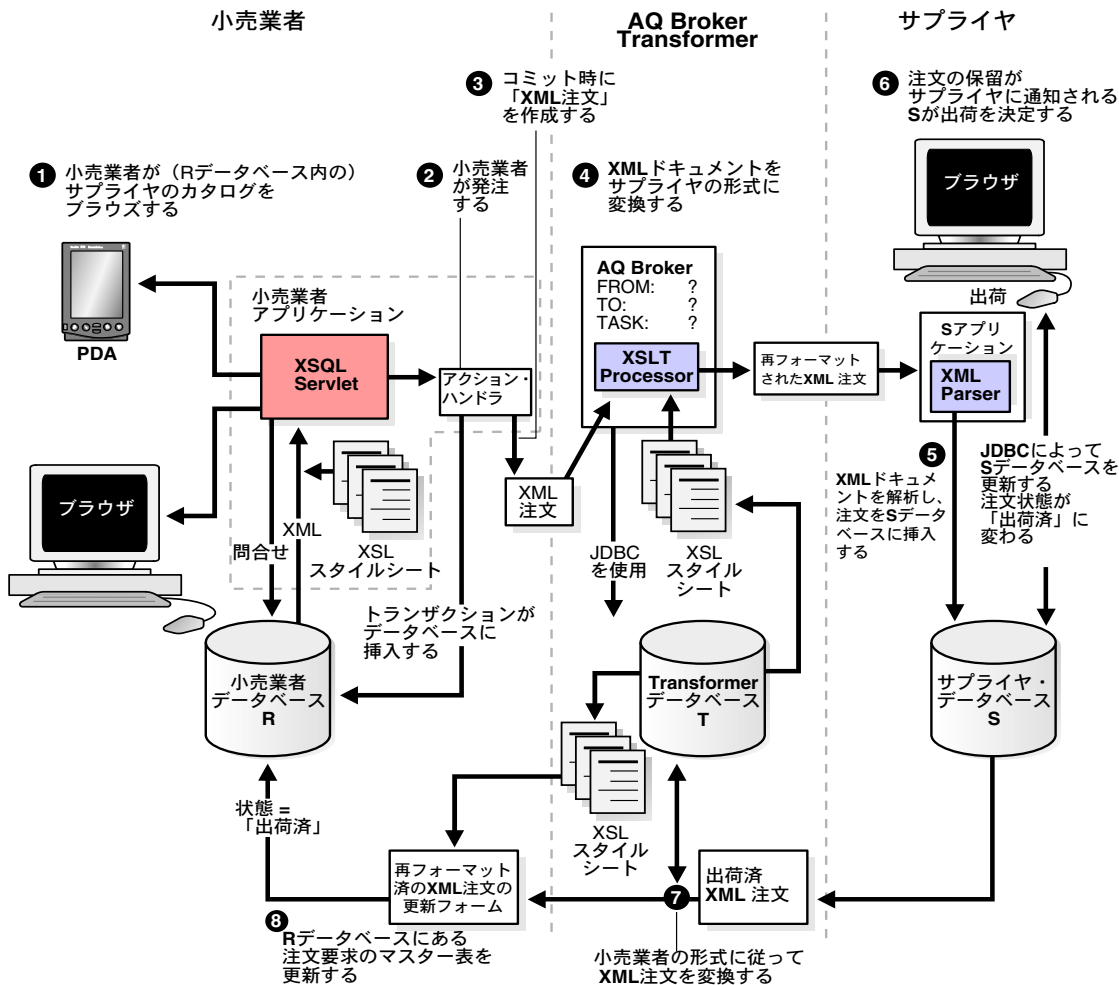 小売業者
AQ Broker
Transformer
サプライヤ
3 コミット時に
「XML注文」
を作成する
6 注文の保留が
サプライヤに通知される
Sが出荷を決定する
1 小売業者が(Rデータベース内の)
サプライヤのカタログを
ブラウズする
2 小売業者
が発注
する
4 XMLドキュメントを
サプライヤの形式に
変換する
ブラウザ
出荷
PDA
小売業者
アプリケーション
XSQL
Servlet
アクション・
ハンドラ
AQ Broker
FROM: ?
TO: ?
TASK: ?
XSLT
Processor
再フォーマット
されたXML 注文
Sアプリ
ケーション
XML
Parser
ブラウザ
問合せ
XML
XSL
スタイルシート
XML
注文
JDBC
を使用
XSL
スタイル
シート
5
XMLドキュメ
ントを解析し、
注文をSデータ
ベースに挿入
する
JDBCによって
Sデータベースを
更新する
注文状態が
「出荷済」に
変わる
トランザクションが
データベースに
挿入する
小売業者
データベース
R
Transformer
データベース
T
サプライヤ・
データベース
S
状態 =
「出荷済」
XSL
スタイル
シート
再フォーマット
済のXML注文の
更新フォーム
7
出荷済
XML 注文
8
Rデータベースにある
注文要求のマスター表を
更新する
小売業者の形式に従って
XML注文を変換する